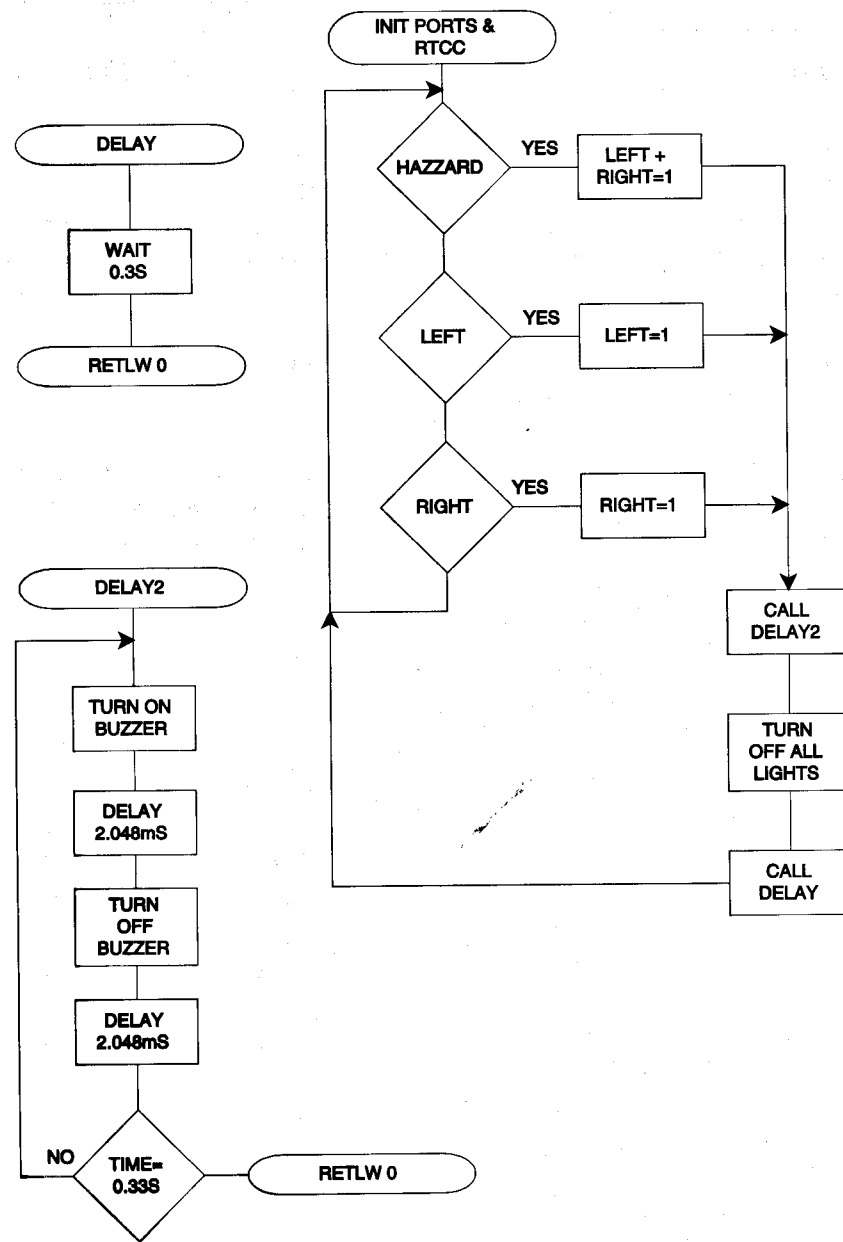 INIT PORTS &
RTCC
HAZZARD
YES
LEFT +
RIGHT=1
LEFT
YES
LEFT=1
RIGHT
YES
RIGHT=1
CALL
DELAY2
TURN
OFF ALL
LIGHTS
CALL
DELAY
DELAY
WAIT
0.3S
RETLW 0
DELAY2
TURN ON
BUZZER
DELAY
2.048mS
TURN
OFF
BUZZER
DELAY
2.048mS
TIME=
0.33S
NO
RETLW 0